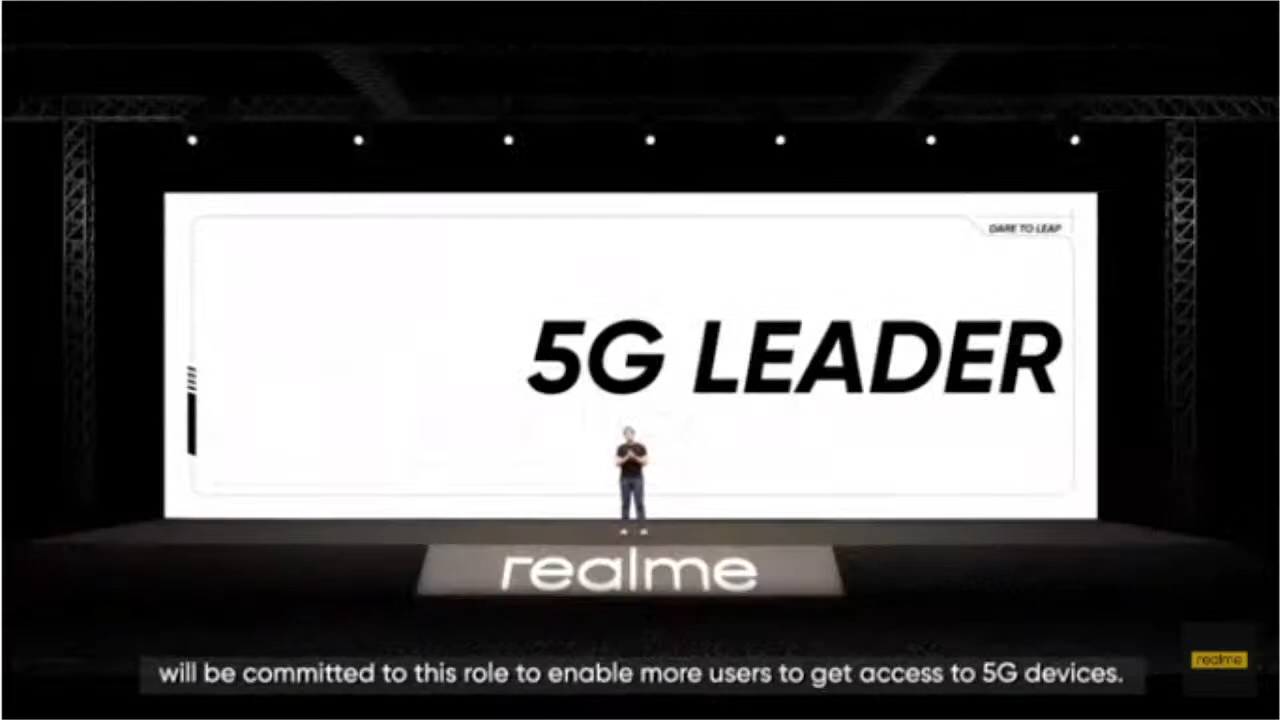 DARE TO LEAP
5G LEADER
realme
will be committed to this role to enable more users to get access to 5G devices.
realme